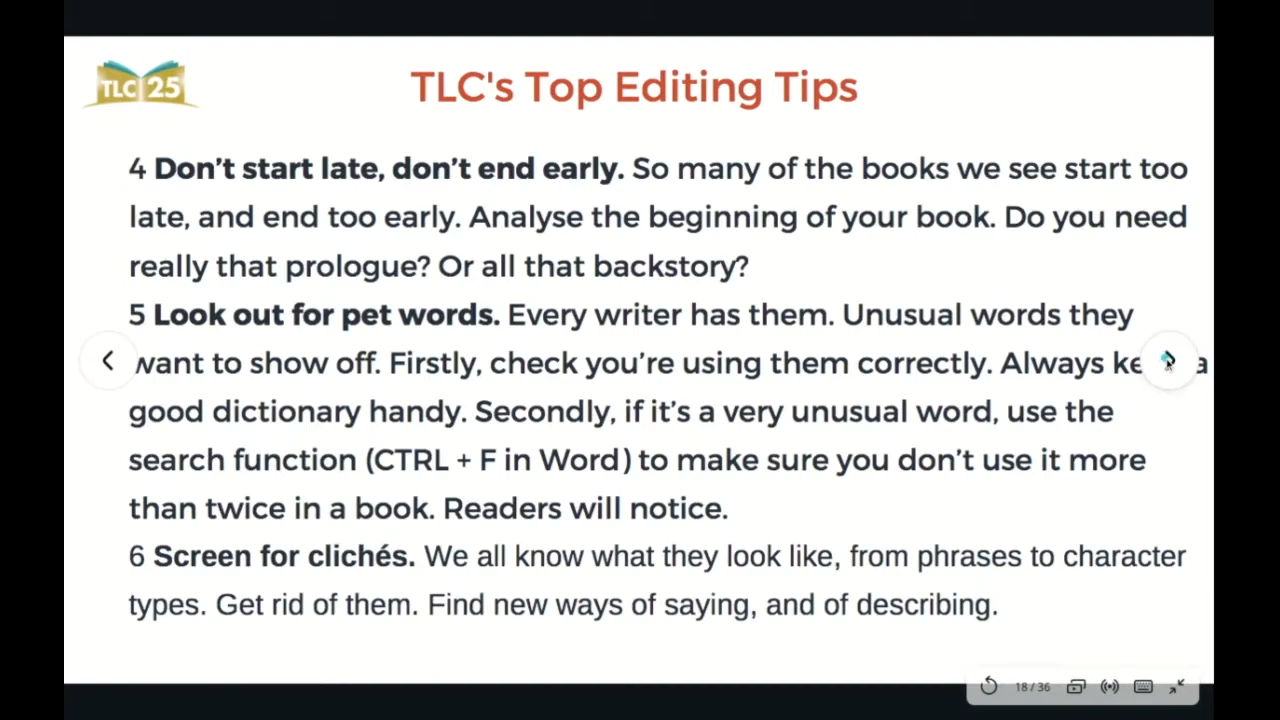 TLC 25
TLC's Top Editing Tips
4 Don't start late, don't end early. So many of the books we see start too
late, and end too early. Analyse the beginning of your book. Do you need
really that prologue? Or all that backstory?
5 Look out for pet words. Every writer has them. Unusual words they
want to show off. Firstly, check you're using them correctly. Always a
good dictionary handy. Secondly, if it's a very unusual word, use the
search function (CTRL + F in Word) to make sure you don't use it more
than twice in a book. Readers will notice.
6 Screen for clichés. We all know what they look like, from phrases to character
types. Get rid of them. Find new ways of saying, and of describing.
18 / 36